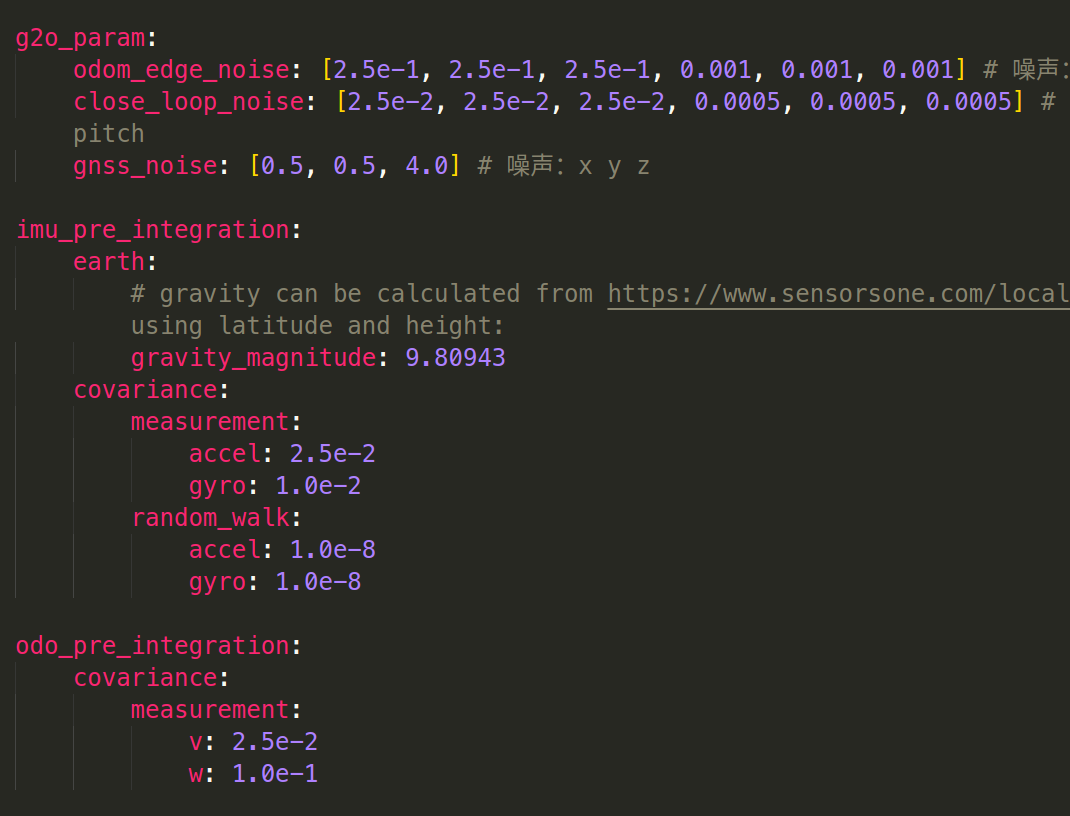 g2o_param:
odom_edge_noise: [2.5e-1, 2.5e-1, 2.5e-1, 0.001, 0.001, 0.001] # 噪声:
close_loop_noise: [2.5e-2, 2.5e-2, 2.5e-2, 0.0005, 0.0005, 0.0005] #
pitch
gnss_noise: [0.5, 0.5, 4.0] # 噪声: x y z
imu_pre_integration:
earth:
# gravity can be calculated from https://www.sensorsone.com/local
using latitude and height:
gravity_magnitude: 9.80943
covariance:
measurement:
accel: 2.5e-2
gyro: 1.0e-2
random_walk:
accel: 1.0e-8
gyro: 1.0e-8
odo_pre_integration:
covariance:
measurement:
v: 2.5e-2
w: 1.0e-1